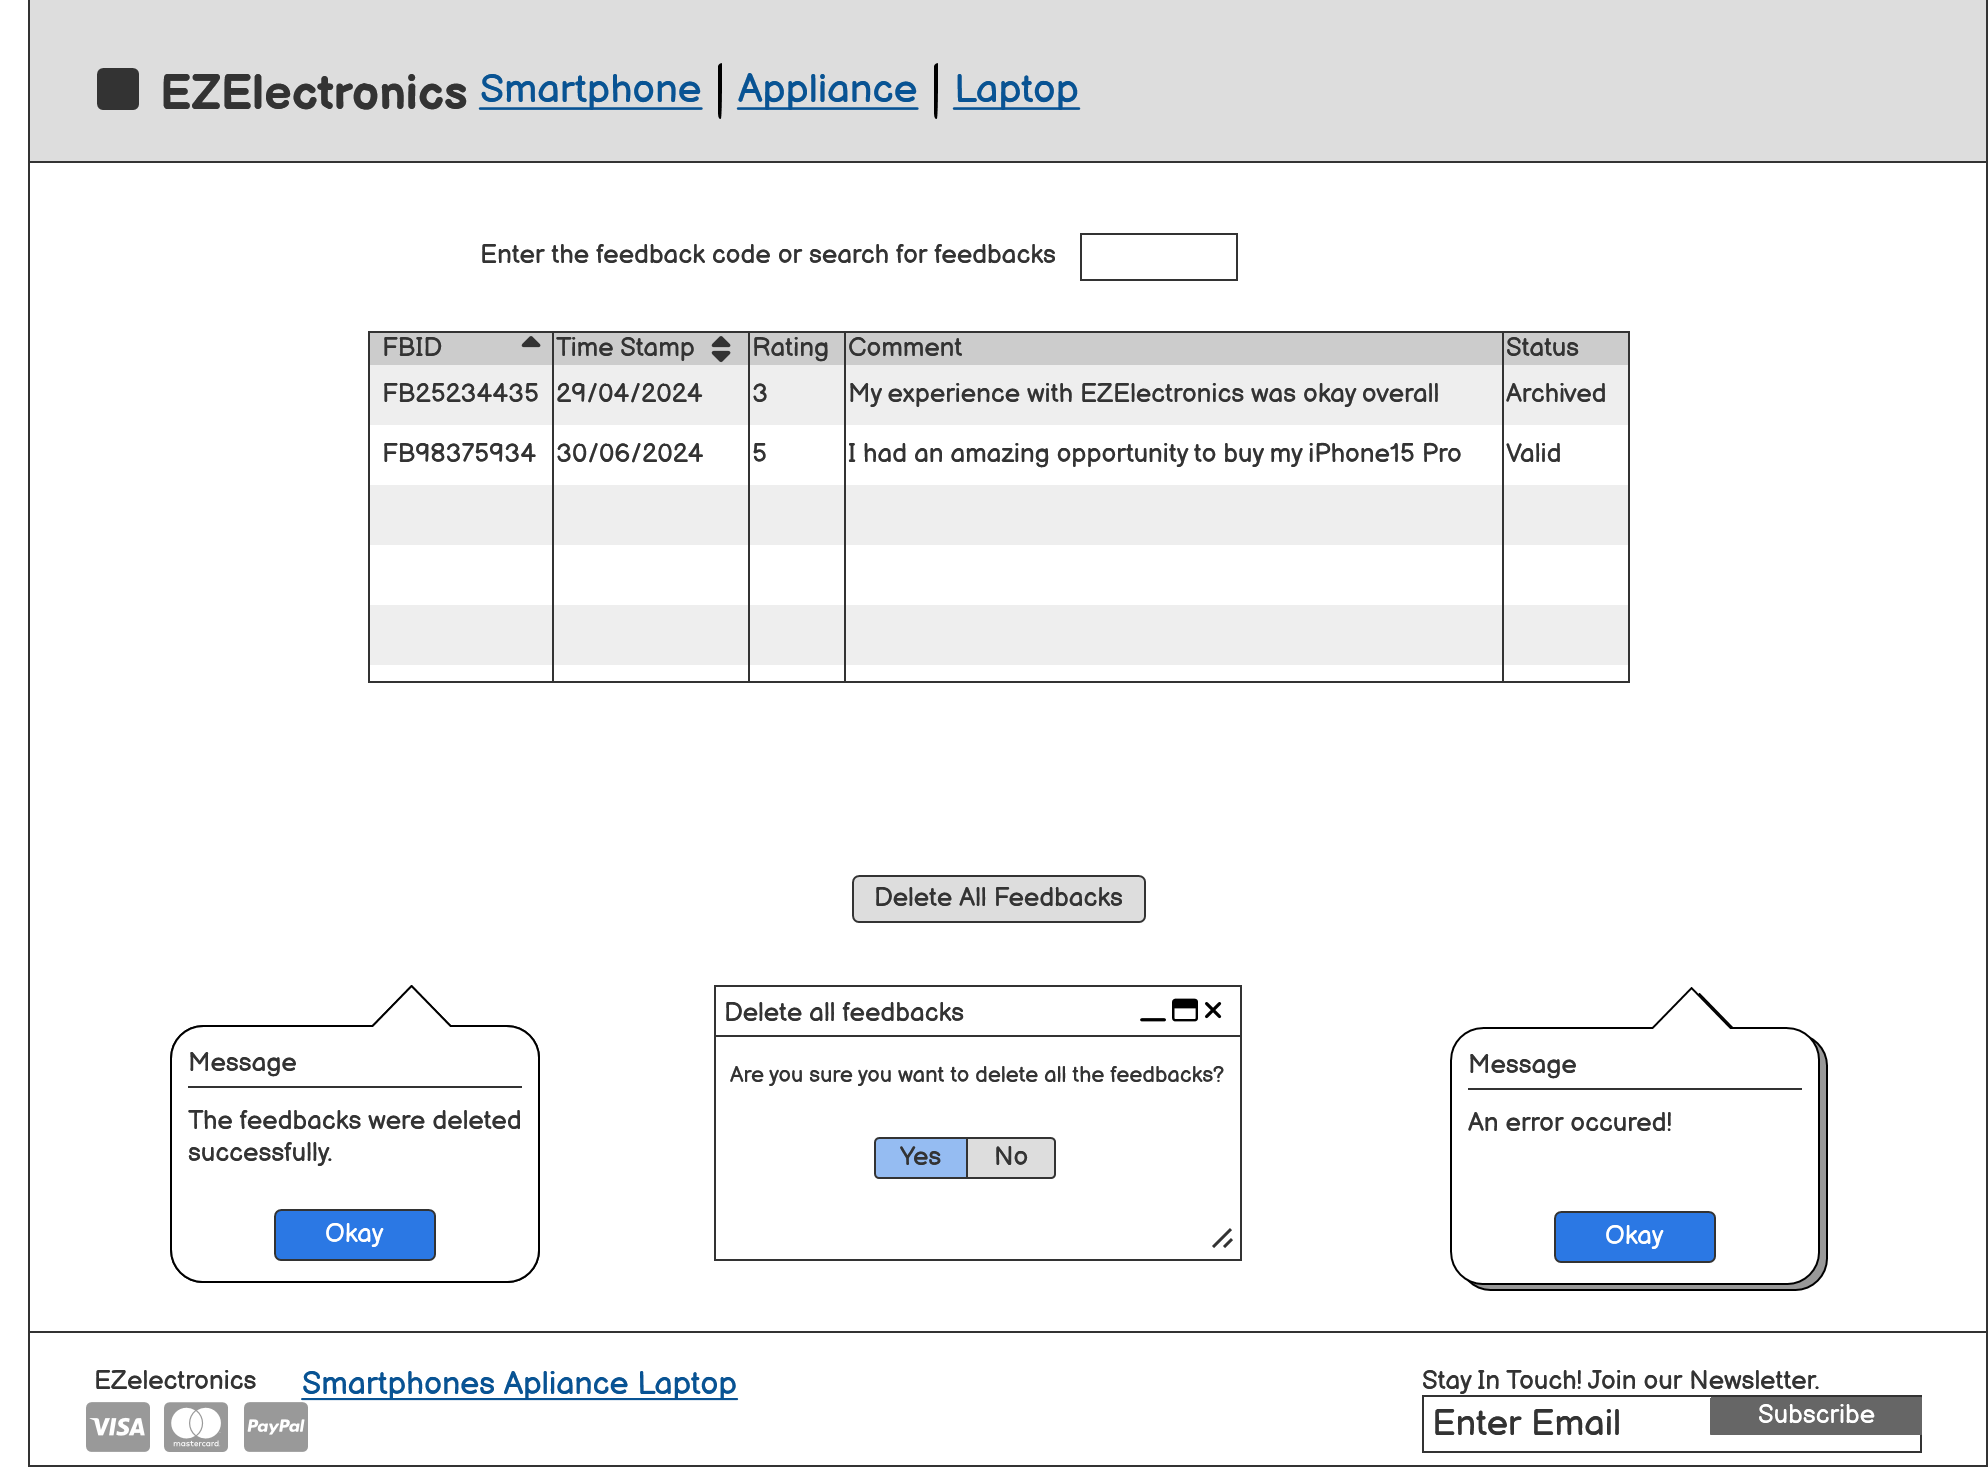 EZElectronics Smartphone Appliance Laptop
Enter the feedback code or search for feedbacks
FBID Time Stamp Rating Comment Status
FB25234435 29/04/2024 3 My experience with EZElectronics was okay overall Archived
FB98375934 30/06/2024 5 I had an amazing opportunity to buy my iPhone15 Pro Valid
Delete All Feedbacks
Message
The feedbacks were deleted
successfully.
Okay
Delete all feedbacks
Are you sure you want to delete all the feedbacks?
Yes No
Message
An error occured!
Okay
EZelectronics Smartphones Apliance Laptop
VISA mastercard PayPal
Stay In Touch! Join our Newsletter.
Enter Email Subscribe